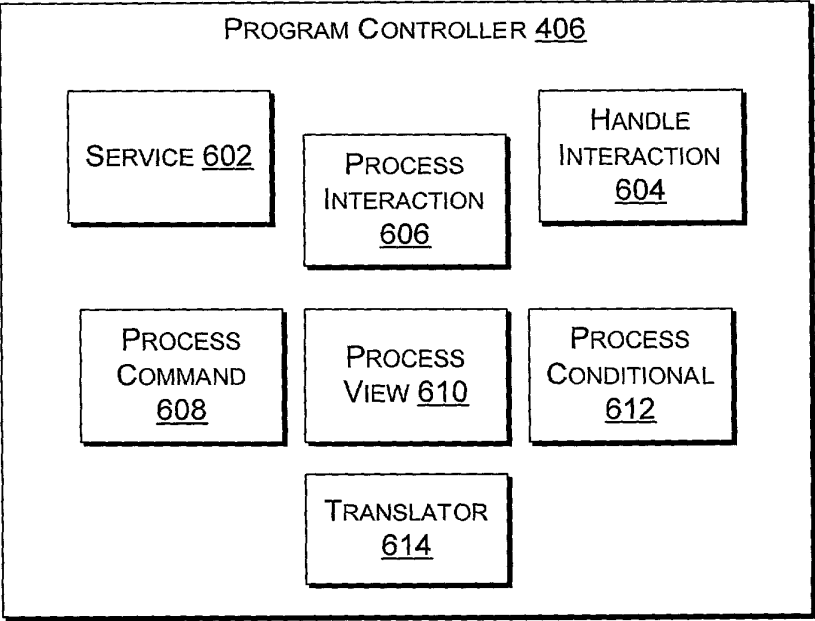 PROGRAM CONTROLLER 406
SERVICE 602
PROCESS
INTERACTION
606
HANDLE
INTERACTION
604
PROCESS
COMMAND
608
PROCESS
VIEW 610
PROCESS
CONDITIONAL
612
TRANSLATOR
614